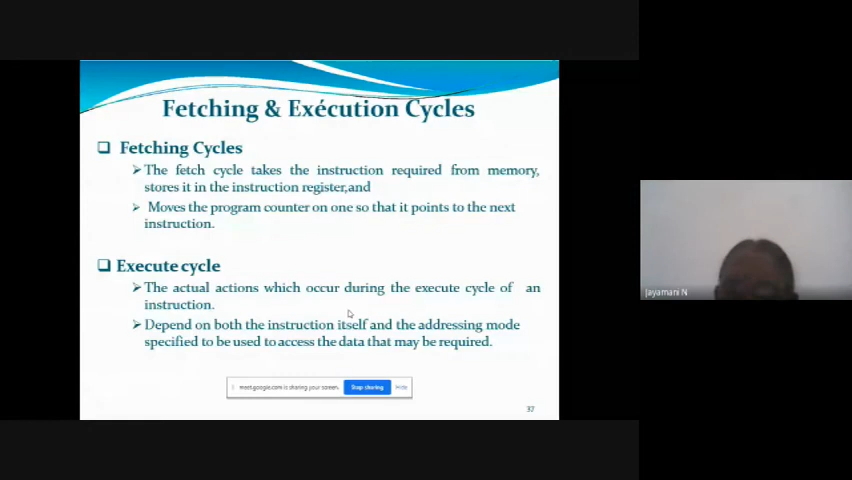 Fetching & Exécution Cycles
Fetching Cycles
The fetch cycle takes the instruction required from memory,
stores it in the instruction register,and
Moves the program counter on one so that it points to the next
instruction.
Execute cycle
The actual actions which occur during the execute cycle of an
instruction.
Depend on both the instruction itself and the addressing mode
specified to be used to access the data that may be required.
meet.google.com is sharing your screen. Stop sharing Hide
37
Jayamani N